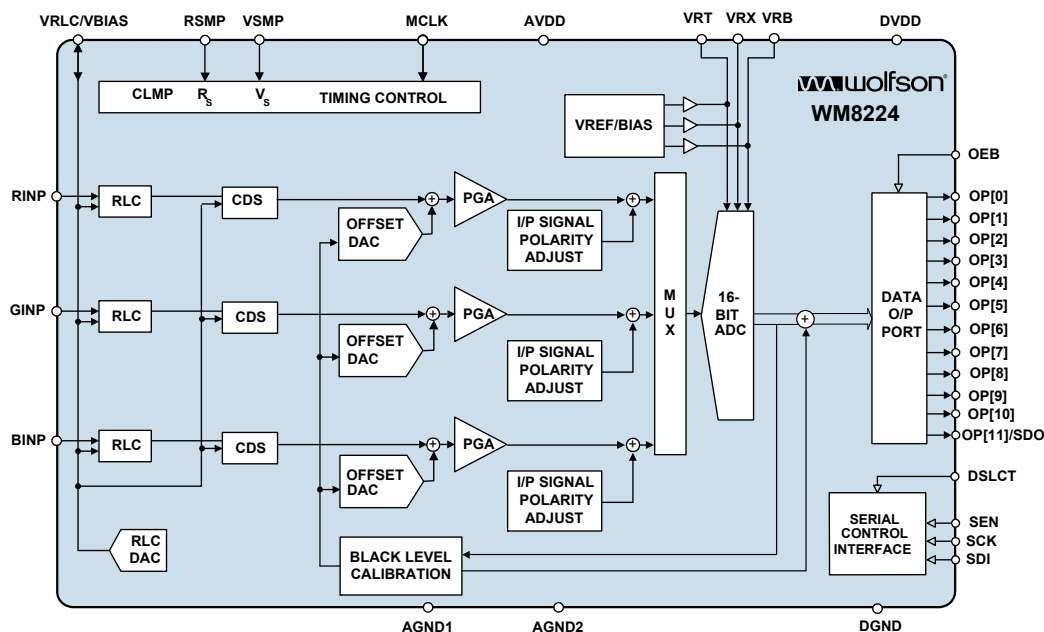 VRLC/VBIAS RSMP VSMP MCLK AVDD VRT VRX VRB DVDD
CLMP RS VS TIMING CONTROL
wolfson®
WM8224
VREF/BIAS
OEB
RINP
RLC
CDS
PGA
OFFSET
DAC
I/P SIGNAL
POLARITY
ADJUST
GINP
RLC
CDS
PGA
OFFSET
DAC
I/P SIGNAL
POLARITY
ADJUST
BINP
RLC
CDS
PGA
OFFSET
DAC
I/P SIGNAL
POLARITY
ADJUST
M
U
X
16-
BIT
ADC
DATA
O/P
PORT
OP[0]
OP[1]
OP[2]
OP[3]
OP[4]
OP[5]
OP[6]
OP[7]
OP[8]
OP[9]
OP[10]
OP[11]/SDO
DSLCT
RLC
DAC
BLACK LEVEL
CALIBRATION
SERIAL
CONTROL
INTERFACE
SEN
SCK
SDI
AGND1 AGND2 DGND